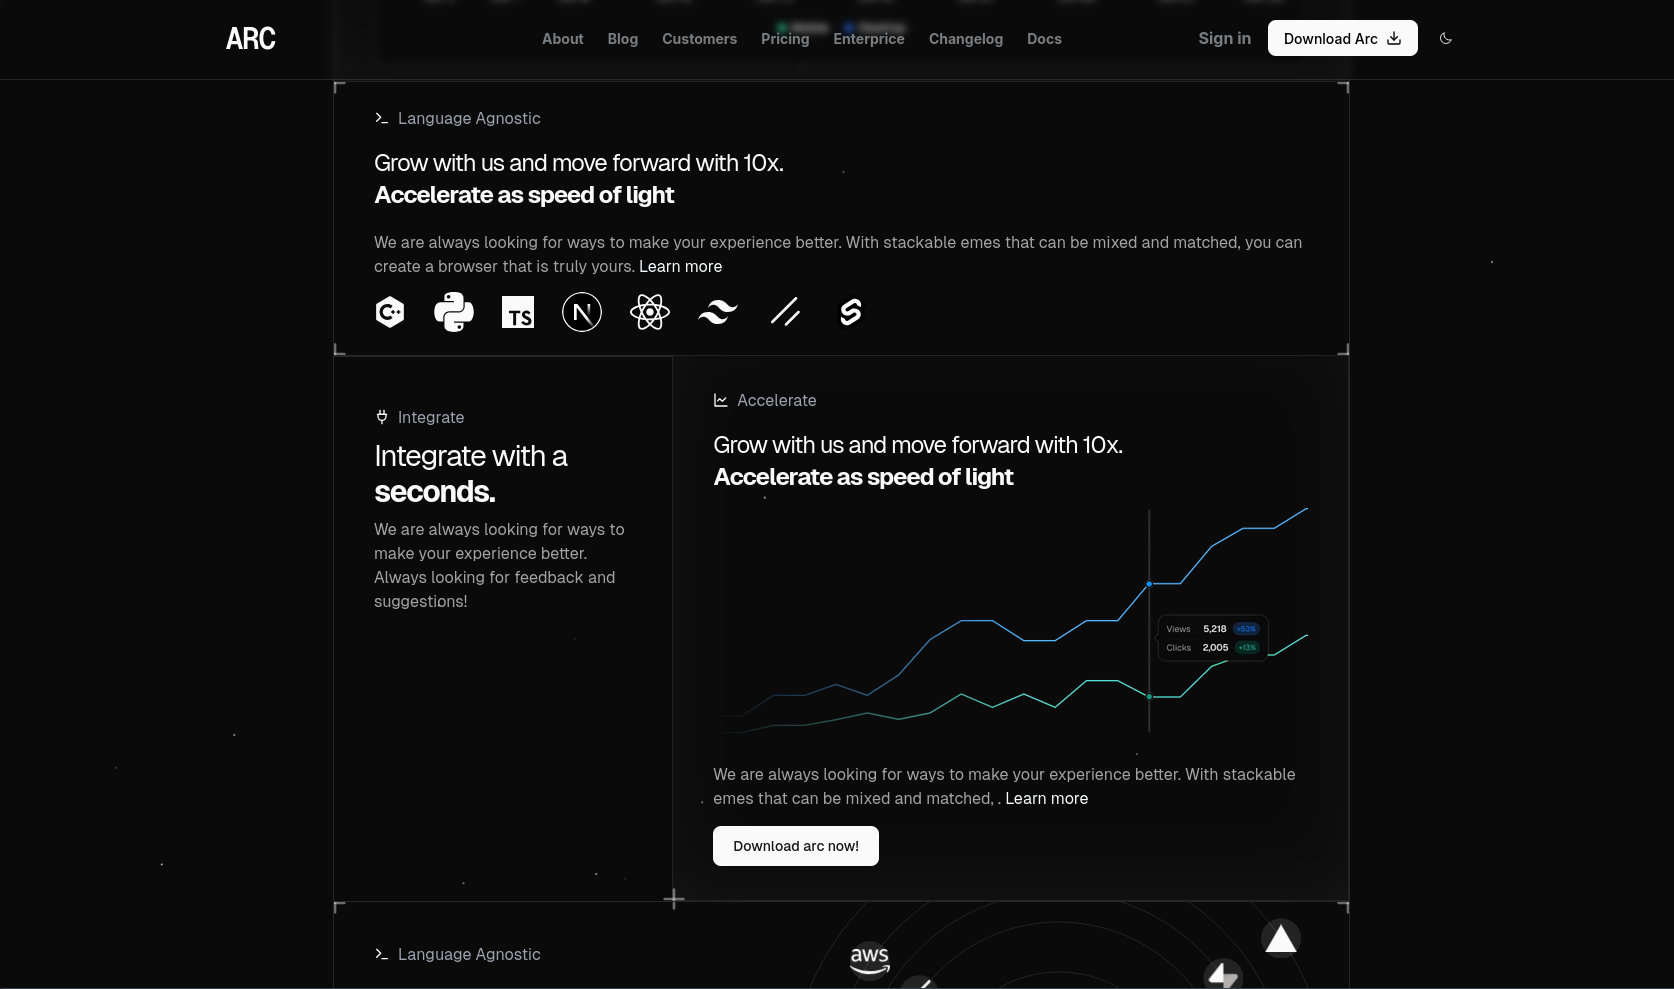 ARC
About Blog Customers Pricing Enterprice Changelog Docs
Sign in
Download Arc
Language Agnostic
Grow with us and move forward with 10x.
Accelerate as speed of light
We are always looking for ways to make your experience better. With stackable emes that can be mixed and matched, you can
create a browser that is truly yours. Learn more
C++
TS
N
Integrate
Integrate with a
seconds.
We are always looking for ways to
make your experience better.
Always looking for feedback and
suggestions!
Accelerate
Grow with us and move forward with 10x.
Accelerate as speed of light
Views 5,218 +53%
Clicks 2,005 +13%
We are always looking for ways to make your experience better. With stackable
emes that can be mixed and matched, . Learn more
Download arc now!
Language Agnostic
aws